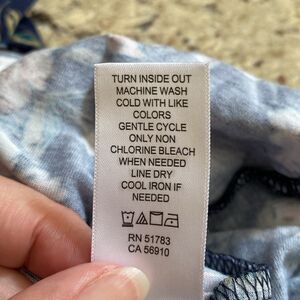 TURN INSIDE OUT
MACHINE WASH
COLD WITH LIKE
COLORS
GENTLE CYCLE
ONLY NON
CHLORINE BLEACH
WHEN NEEDED
LINE DRY
COOL IRON IF
NEEDED
RN 51783
CA 56910